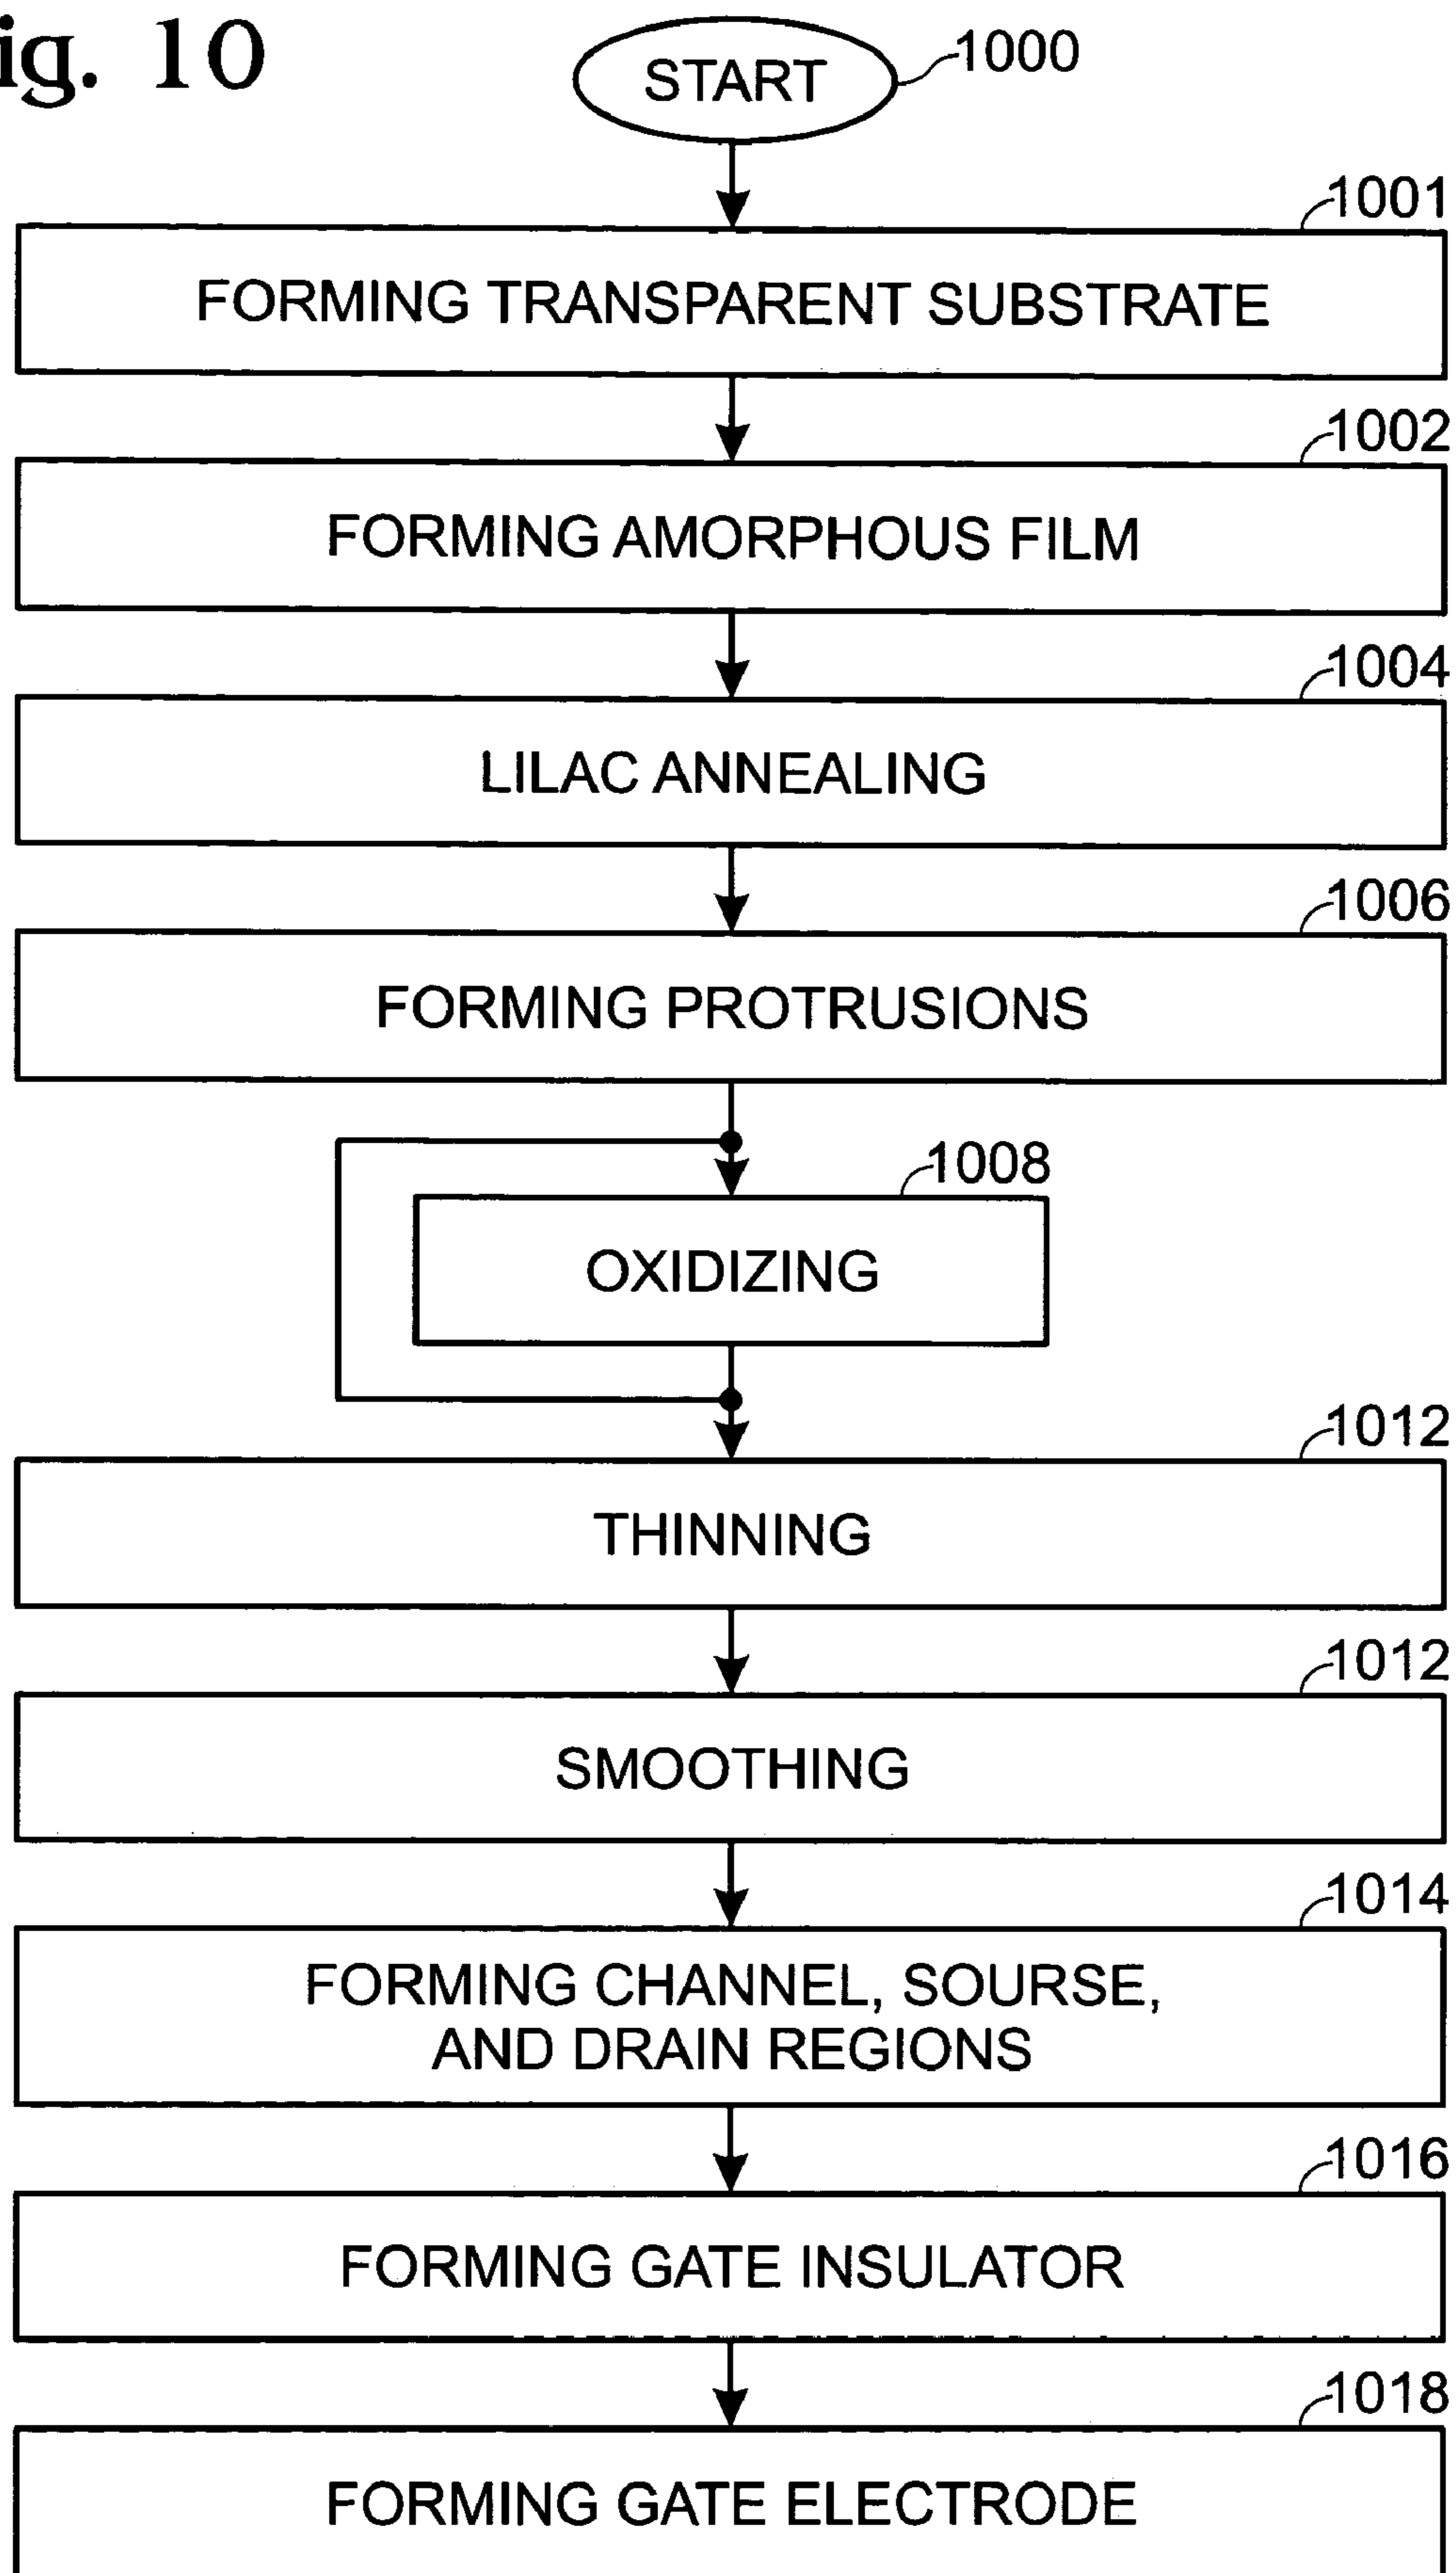 ig. 10
START
1000
1001
FORMING TRANSPARENT SUBSTRATE
1002
FORMING AMORPHOUS FILM
1004
LILAC ANNEALING
1006
FORMING PROTRUSIONS
1008
OXIDIZING
1012
THINNING
1012
SMOOTHING
1014
FORMING CHANNEL, SOURSE,
AND DRAIN REGIONS
1016
FORMING GATE INSULATOR
1018
FORMING GATE ELECTRODE